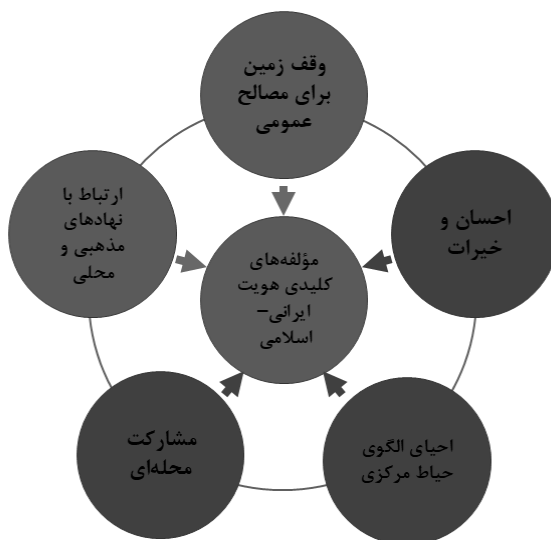 وقف زمین
برای مصالح
عمومی
احسان و
خیرات
احیای الگوی
حیاط مرکزی
مشارکت
محله‌ای
ارتباط با
نهادهای
مذهبی و
محلی
مؤلفه‌های
کلیدی هویت
ایرانی–
اسلامی